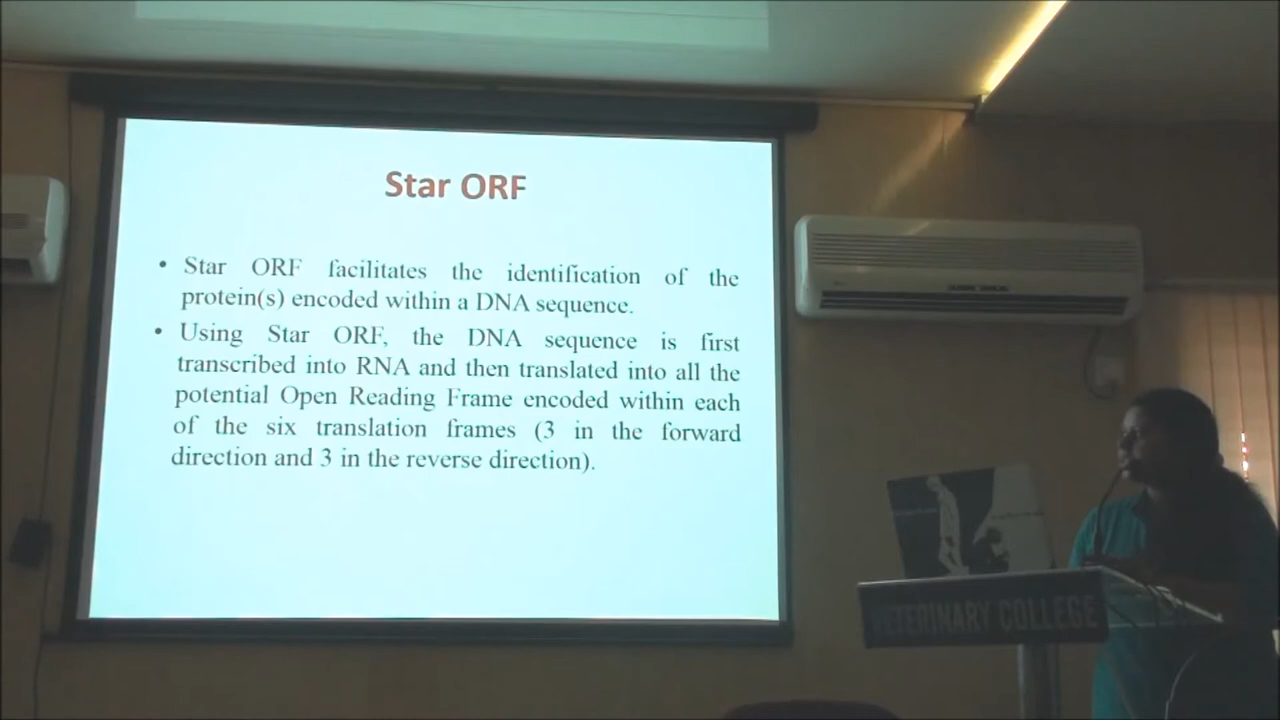 Star ORF
• Star ORF facilitates the identification of the
protein(s) encoded within a DNA sequence.
• Using Star ORF, the DNA sequence is first
transcribed into RNA and then translated into all the
potential Open Reading Frame encoded within each
of the six translation frames (3 in the forward
direction and 3 in the reverse direction).
VETERINARY COLLEGE